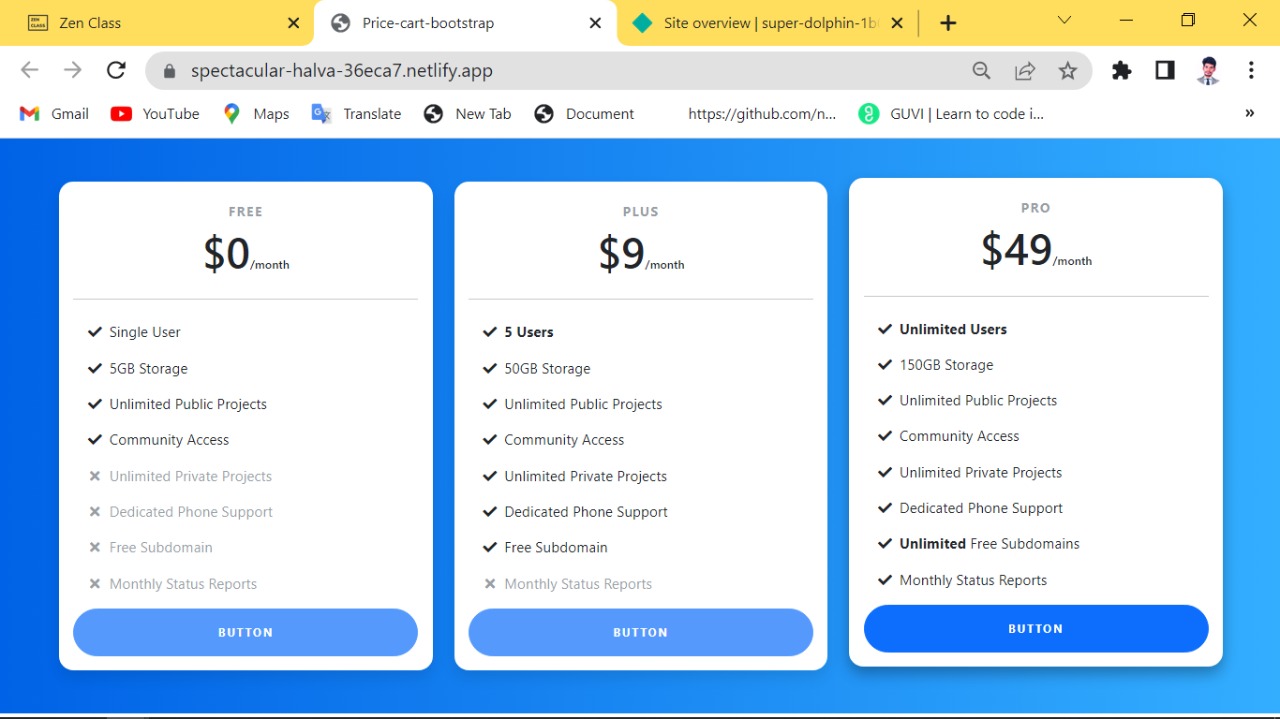 ZEN CLASS
Zen Class
Price-cart-bootstrap
Site overview | super-dolphin-1b
spectacular-halva-36eca7.netlify.app
Gmail
YouTube
Maps
Translate
New Tab
Document
https://github.com/n...
GUVI | Learn to code i...
»
FREE
$0/month
Single User
5GB Storage
Unlimited Public Projects
Community Access
Unlimited Private Projects
Dedicated Phone Support
Free Subdomain
Monthly Status Reports
BUTTON
PLUS
$9/month
5 Users
50GB Storage
Unlimited Public Projects
Community Access
Unlimited Private Projects
Dedicated Phone Support
Free Subdomain
Monthly Status Reports
BUTTON
PRO
$49/month
Unlimited Users
150GB Storage
Unlimited Public Projects
Community Access
Unlimited Private Projects
Dedicated Phone Support
Unlimited Free Subdomains
Monthly Status Reports
BUTTON